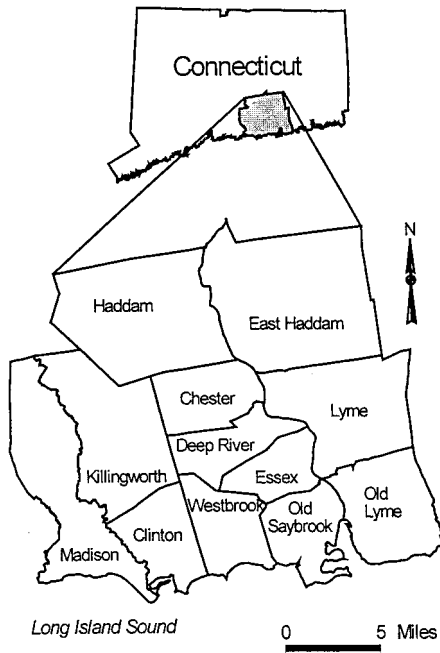 Connecticut
N
Haddam
East Haddam
Chester
Lyme
Deep River
Killingworth
Essex
Westbrook
Old
Lyme
Old
Saybrook
Clinton
Madison
Long Island Sound
0 5 Miles